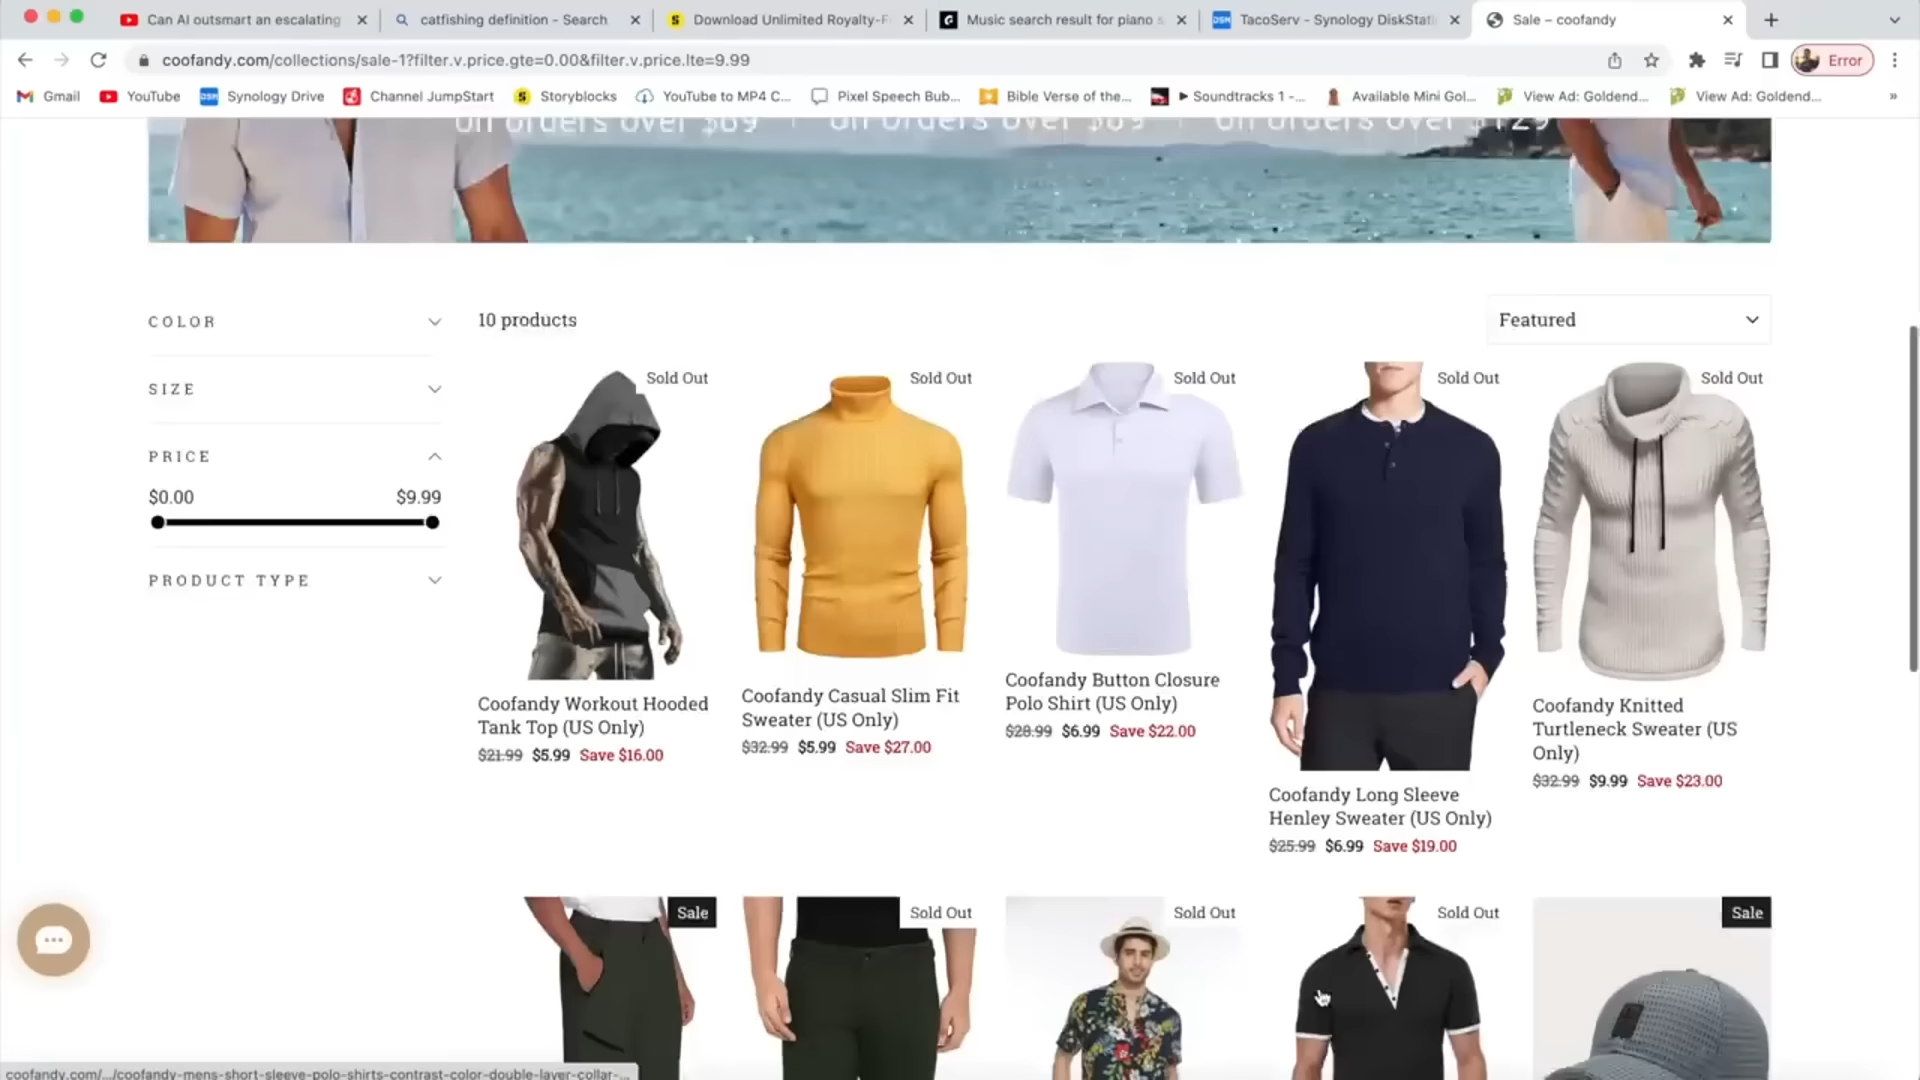 Can AI outsmart an escalating
catfishing definition - Search
Download Unlimited Royalty-F
Music search result for piano s
TacoServ - Synology DiskStati
Sale – coofandy
coofandy.com/collections/sale-1?filter.v.price.gte=0.00&filter.v.price.lte=9.99
Error
Gmail
YouTube
Synology Drive
Channel JumpStart
Storyblocks
YouTube to MP4 C...
Pixel Speech Bub...
Bible Verse of the...
► Soundtracks 1 -...
Available Mini Gol...
View Ad: Goldend...
View Ad: Goldend...
»
On Orders over $69
On Orders over $89
On Orders over $129
COLOR
10 products
Featured
SIZE
PRICE
$0.00 $9.99
PRODUCT TYPE
Sold Out
Sold Out
Sold Out
Sold Out
Sold Out
Coofandy Workout Hooded
Tank Top (US Only)
$21.99 $5.99 Save $16.00
Coofandy Casual Slim Fit
Sweater (US Only)
$32.99 $5.99 Save $27.00
Coofandy Button Closure
Polo Shirt (US Only)
$28.99 $6.99 Save $22.00
Coofandy Long Sleeve
Henley Sweater (US Only)
$25.99 $6.99 Save $19.00
Coofandy Knitted
Turtleneck Sweater (US
Only)
$32.99 $9.99 Save $23.00
Sale
Sold Out
Sold Out
Sold Out
Sale
coofandy.com/.../coofandy-mens-short-sleeve-polo-shirts-contrast-color-double-layer-collar-...